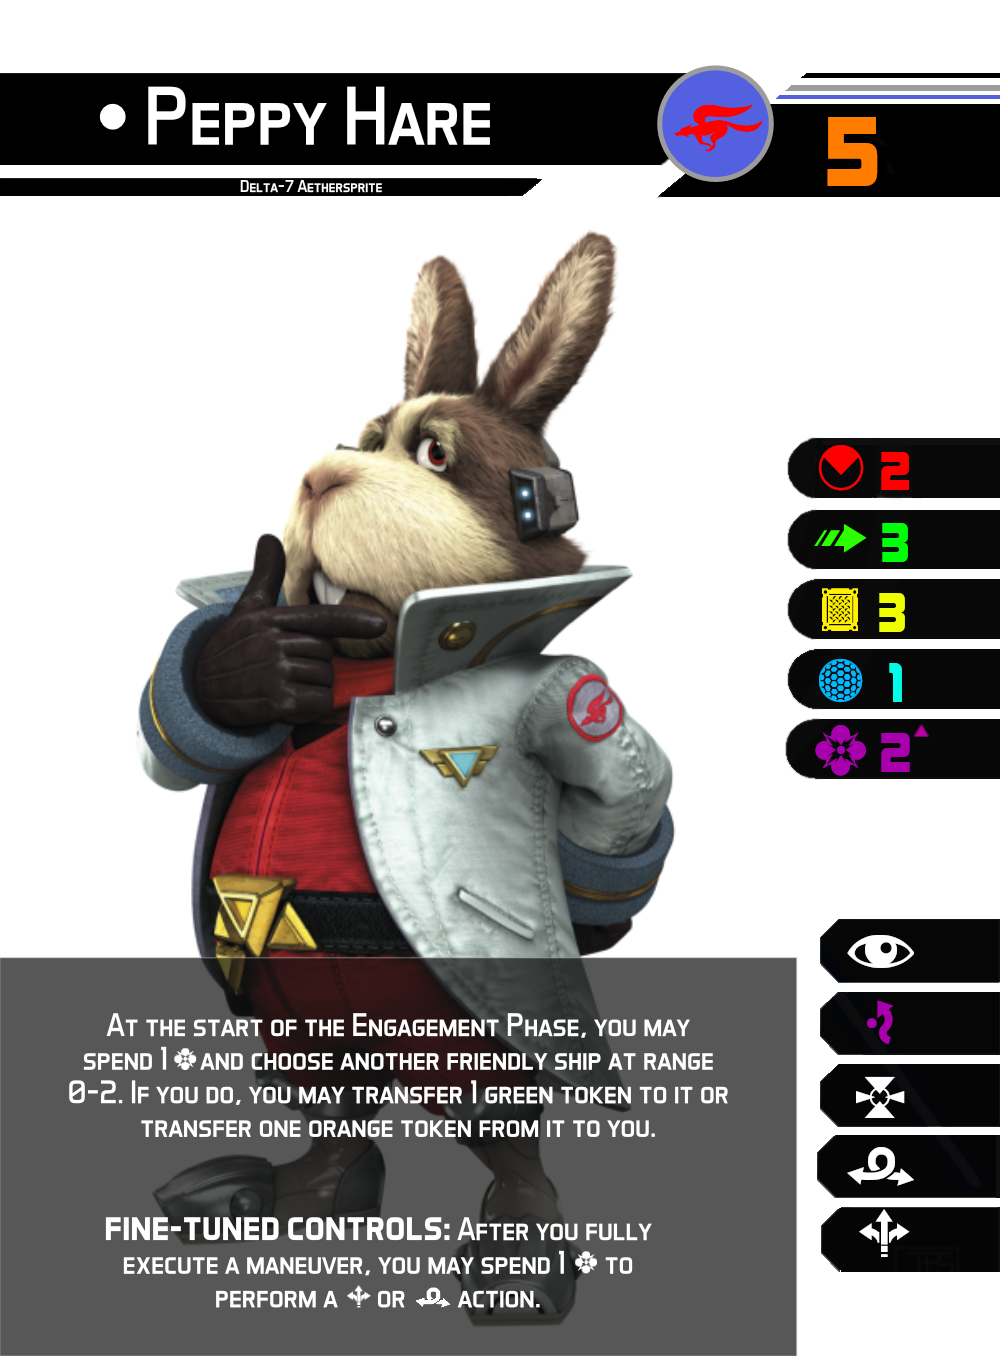 • Peppy Hare
5
Delta-7 Aethersprite
2
3
3
1
2
At the start of the Engagement Phase, you may
spend 1 and choose another friendly ship at range
0-2. If you do, you may transfer 1 green token to it or
transfer one orange token from it to you.
FINE-TUNED CONTROLS: After you fully
execute a maneuver, you may spend 1 to
perform a or action.